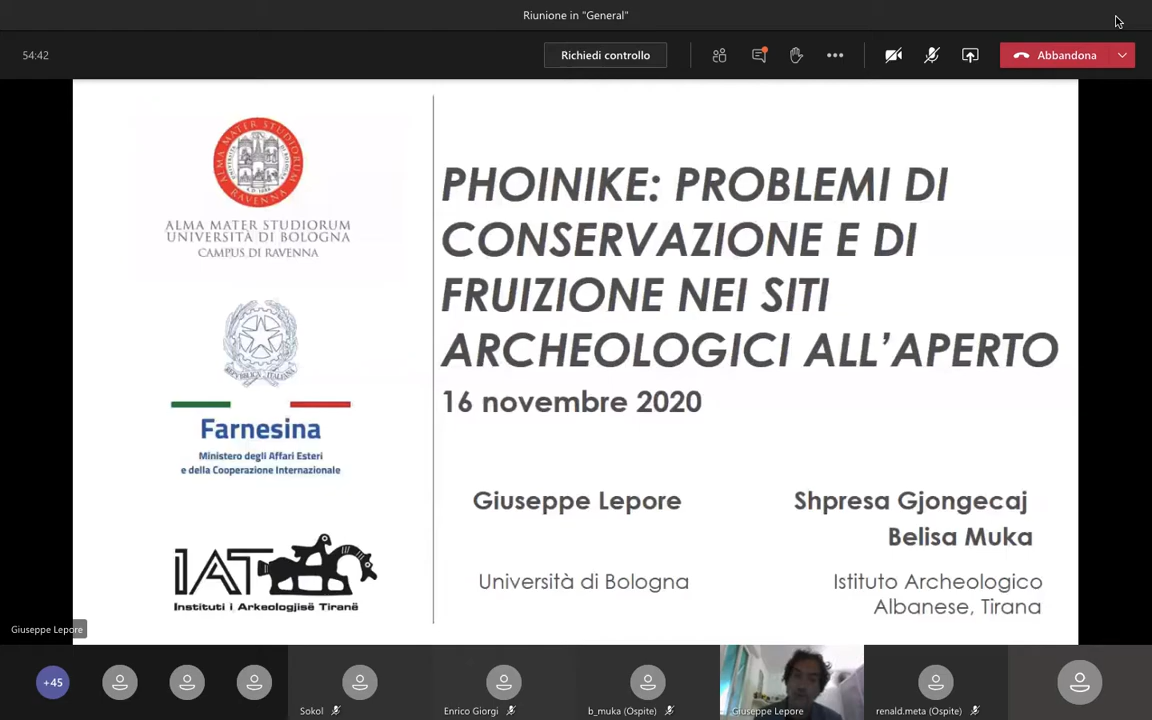 Riunione in "General"
54:42
Richiedi controllo
Abbandona
ALMA MATER STUDIORUM
UNIVERSITÀ DI BOLOGNA
CAMPUS DI RAVENNA
Farnesina
Ministero degli Affari Esteri
e della Cooperazione Internazionale
IAT
Instituti i Arkeologjisë Tiranë
PHOINIKE: PROBLEMI DI
CONSERVAZIONE E DI
FRUIZIONE NEI SITI
ARCHEOLOGICI ALL'APERTO
16 novembre 2020
Giuseppe Lepore
Università di Bologna
Shpresa Gjongecaj
Belisa Muka
Istituto Archeologico
Albanese, Tirana
Giuseppe Lepore
+45
Sokol
Enrico Giorgi
b_muka (Ospite)
Giuseppe Lepore
renald.meta (Ospite)